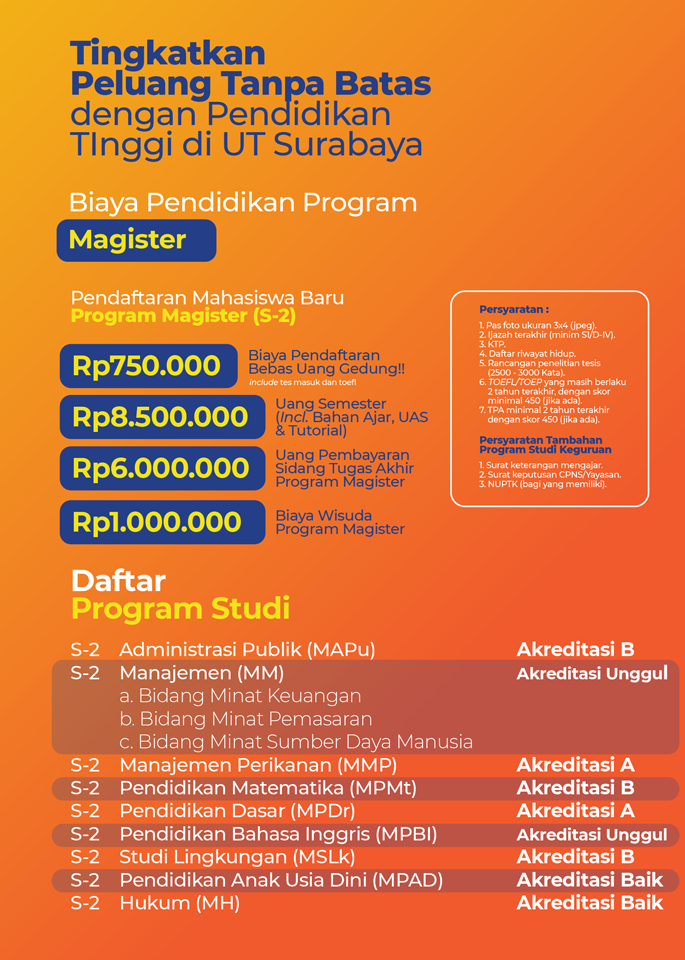 Tingkatkan
Peluang Tanpa Batas
dengan Pendidikan
TInggi di UT Surabaya
Biaya Pendidikan Program
Magister
Pendaftaran Mahasiswa Baru
Program Magister (S-2)
Rp750.000
Biaya Pendaftaran
Bebas Uang Gedung!!
Include tes masuk dan toefl
Rp8.500.000
Uang Semester
(Incl. Bahan Ajar, UAS
& Tutorial)
Rp6.000.000
Uang Pembayaran
Sidang Tugas Akhir
Program Magister
Rp1.000.000
Biaya Wisuda
Program Magister
Persyaratan :
1. Pas foto ukuran 3x4 (jpeg).
2. Ijazah terakhir (minim S1/D-IV).
3. KTP.
4. Daftar riwayat hidup.
5. Rancangan penelitian tesis
(2500 - 3000 Kata).
6. TOEFL/TOEP yang masih berlaku
2 tahun terakhir, dengan skor
minimal 450 (jika ada).
7. TPA minimal 2 tahun terakhir
dengan skor 450 (jika ada).
Persyaratan Tambahan
Program Studi Keguruan
1. Surat keterangan mengajar.
2. Surat keputusan CPNS/Yayasan.
3. NUPTK (bagi yang memiliki).
Daftar
Program Studi
S-2 Administrasi Publik (MAPu) Akreditasi B
S-2 Manajemen (MM) Akreditasi Unggul
a. Bidang Minat Keuangan
b. Bidang Minat Pemasaran
c. Bidang Minat Sumber Daya Manusia
S-2 Manajemen Perikanan (MMP) Akreditasi A
S-2 Pendidikan Matematika (MPMt) Akreditasi B
S-2 Pendidikan Dasar (MPDr) Akreditasi A
S-2 Pendidikan Bahasa Inggris (MPBI) Akreditasi Unggul
S-2 Studi Lingkungan (MSLk) Akreditasi B
S-2 Pendidikan Anak Usia Dini (MPAD) Akreditasi Baik
S-2 Hukum (MH) Akreditasi Baik